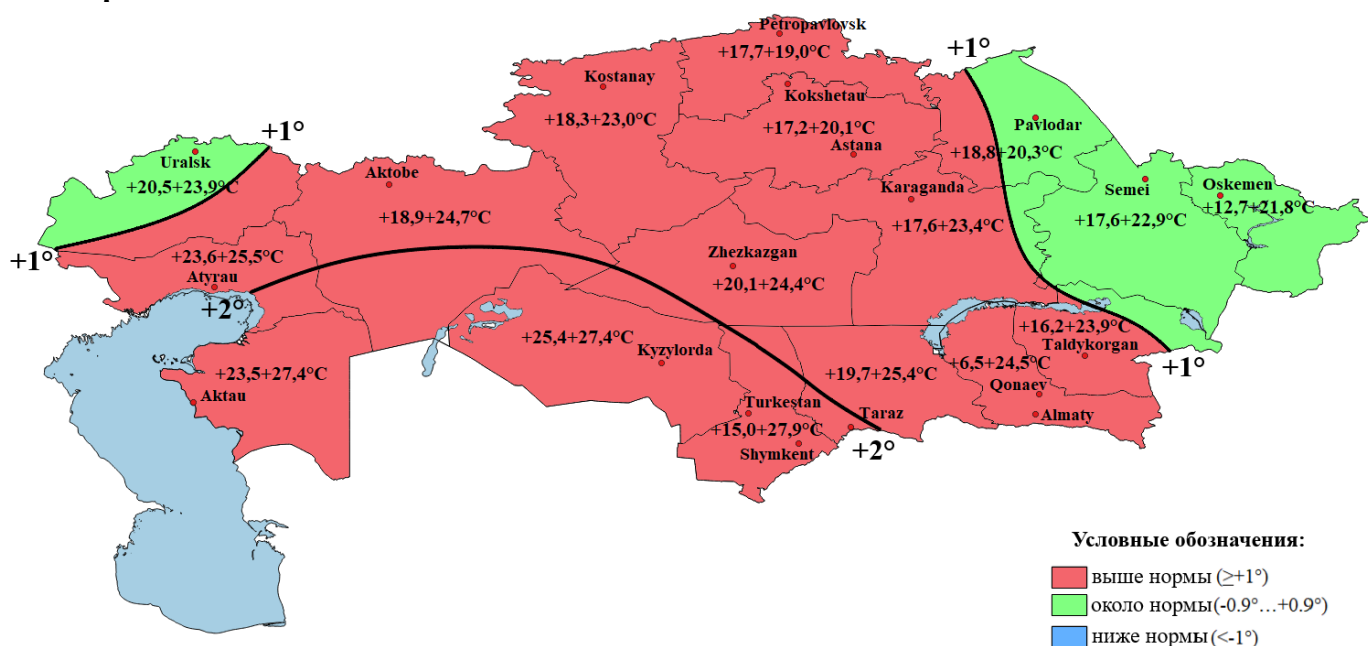 Petropavlovsk
+17,7+19,0°C
+1°
Kostanay
Kokshetau
+18,3+23,0°C
+17,2+20,1°C
Astana
Pavlodar
+18,8+20,3°C
+1°
Uralsk
+20,5+23,9°C
Aktobe
+18,9+24,7°C
Karaganda
+17,6+23,4°C
Semei
+17,6+22,9°C
Oskemen
+12,7+21,8°C
+1°
+23,6+25,5°C
Atyrau
+2°
Zhezkazgan
+20,1+24,4°C
+25,4+27,4°C
Kyzylorda
+16,2+23,9°C
Taldykorgan
+1°
+23,5+27,4°C
Aktau
+19,7+25,4°C
+6,5+24,5°C
Qonaev
Almaty
Turkestan
+15,0+27,9°C
Shymkent
Taraz
+2°
Условные обозначения:
выше нормы (≥+1°)
около нормы(-0.9°…+0.9°)
ниже нормы (<-1°)